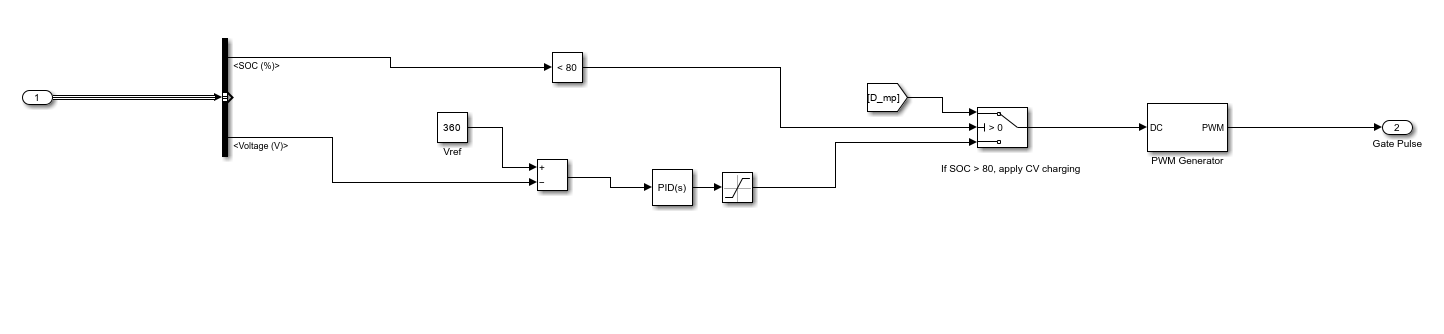 1
<SOC (%)>
<Voltage (V)>
< 80
360
Vref
+
−
PID(s)
[D_mp]
> 0
If SOC > 80, apply CV charging
DC
PWM
PWM Generator
2
Gate Pulse